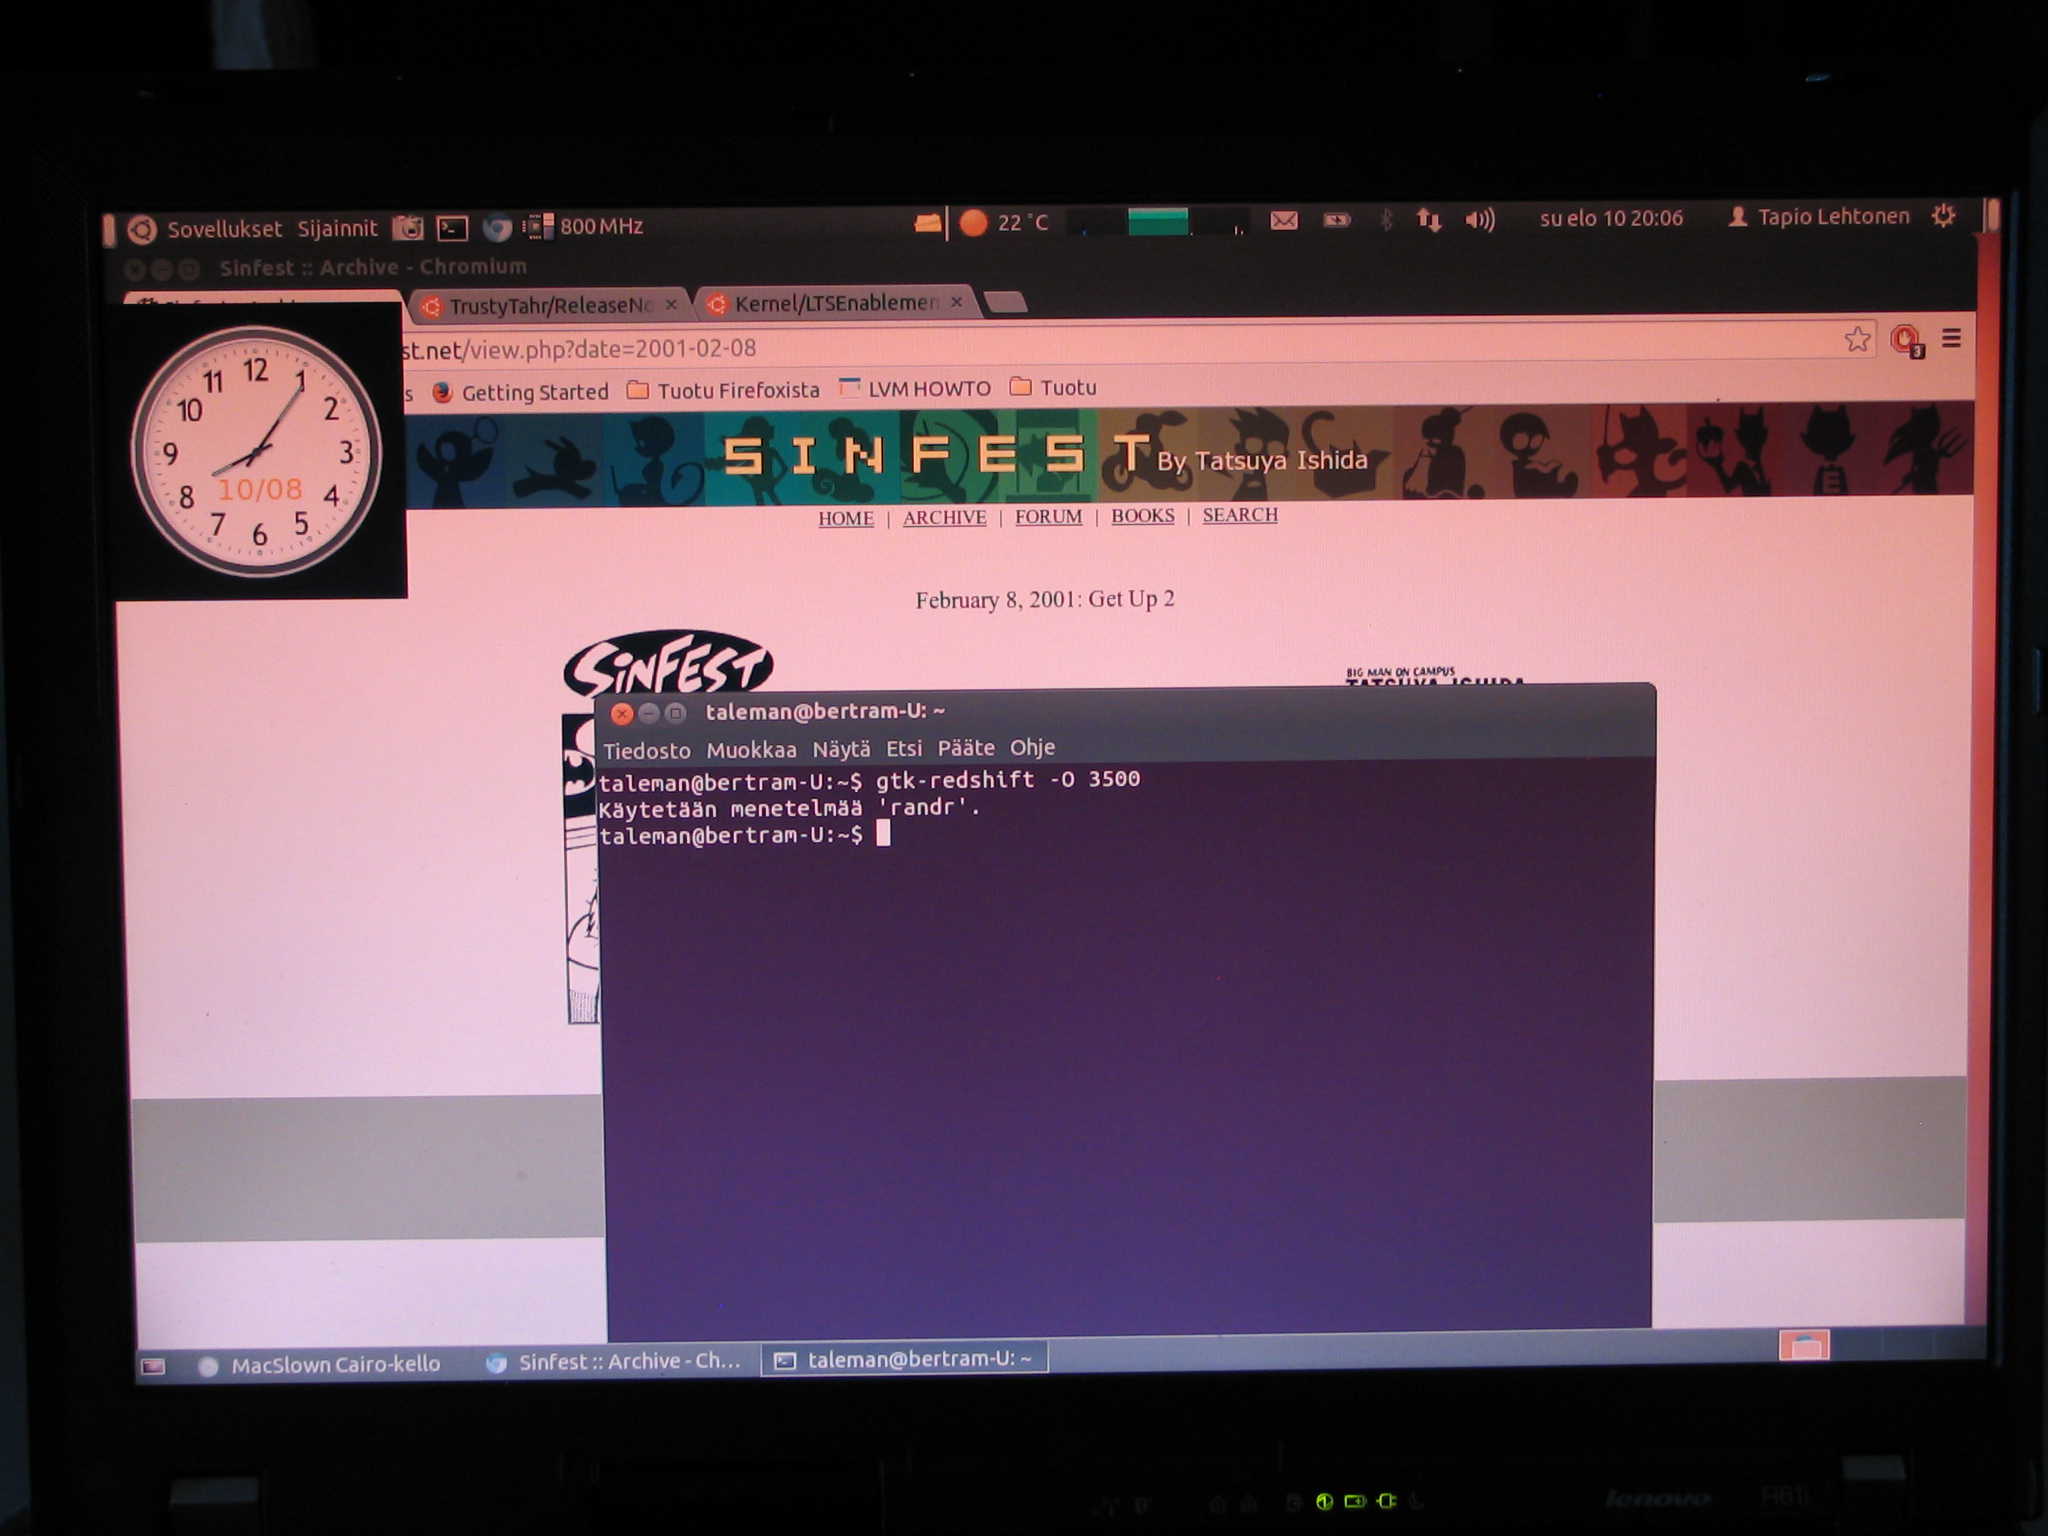 Sovellukset Sijainnit 800 MHz 22 °C su elo 10 20:06 Tapio Lehtonen
Sinfest :: Archive - Chromium
TrustyTahr/ReleaseNo Kernel/LTSEnablemen
st.net/view.php?date=2001-02-08 3
s Getting Started Tuotu Firefoxista LVM HOWTO Tuotu
12 1 2 3 4 5 6 7 8 9 10 11
10/08
SINFEST By Tatsuya Ishida
HOME | ARCHIVE | FORUM | BOOKS | SEARCH
February 8, 2001: Get Up 2
SINFEST
BIG MAN ON CAMPUS
TATSUYA ISHIDA
taleman@bertram-U: ~
Tiedosto Muokkaa Näytä Etsi Pääte Ohje
taleman@bertram-U:~$ gtk-redshift -O 3500
Käytetään menetelmää 'randr'.
taleman@bertram-U:~$
MacSlown Cairo-kello Sinfest :: Archive - Ch... taleman@bertram-U: ~
lenovo R61i